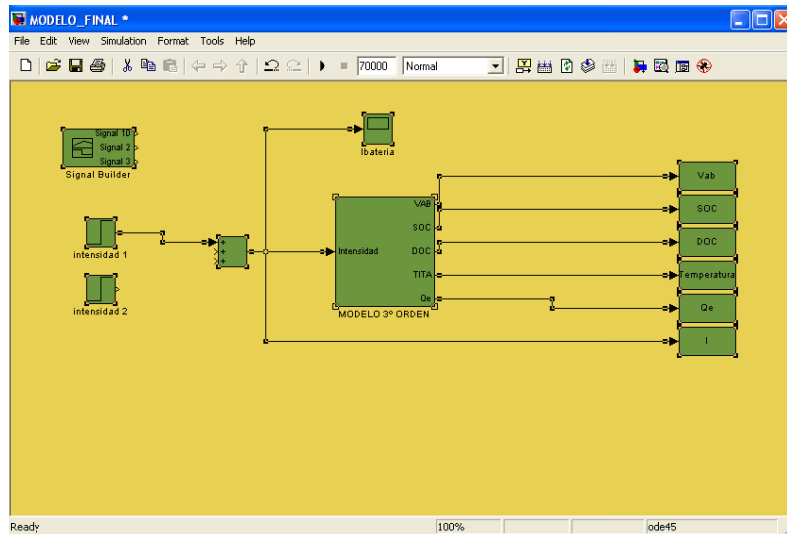 MODELO_FINAL *
File Edit View Simulation Format Tools Help
70000 Normal
Signal 1
Signal 2
Signal 3
Signal Builder
Ibateria
intensidad 1
+
+
+
intensidad 2
Intensidad
VAB
SOC
DOC
TITA
Qe
MODELO 3º ORDEN
Vab
SOC
DOC
Temperatura
Qe
I
Ready 100% ode45